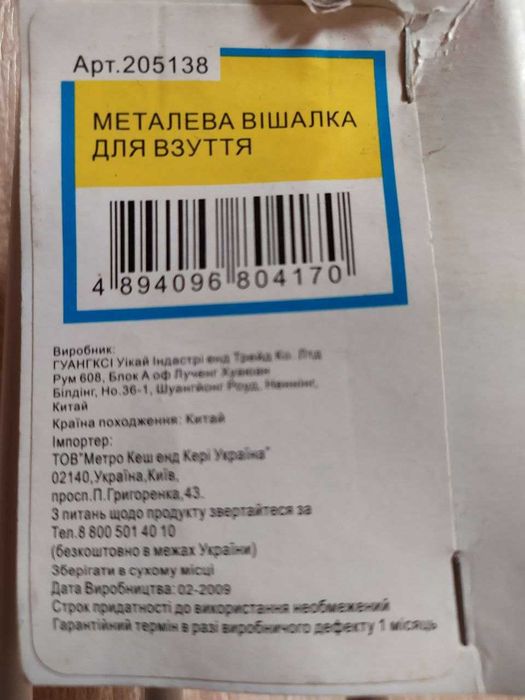 Арт.205138
МЕТАЛЕВА ВІШАЛКА
ДЛЯ ВЗУТТЯ
4 894096 804170
Виробник:
ГУАНГКСІ Уікай Індастрі енд Трейд Ко. Лтд
Рум 608, Блок А оф Лученг
Білдінг, Но.36-1, Шуангйонг Роуд, Наннінг,
Китай
Країна походження: Китай
Імпортер:
ТОВ"Метро Кеш енд Кері Україна"
02140,Україна,Київ,
просп.П.Григоренка,43.
З питань щодо продукту звертайтеся за
Тел.8 800 501 40 10
(безкоштовно в межах України)
Зберігати в сухому місці
Дата Виробництва: 02-2009
Строк придатності до використання необмежений
Гарантійний термін в разі виробничого дефекту 1 місяць